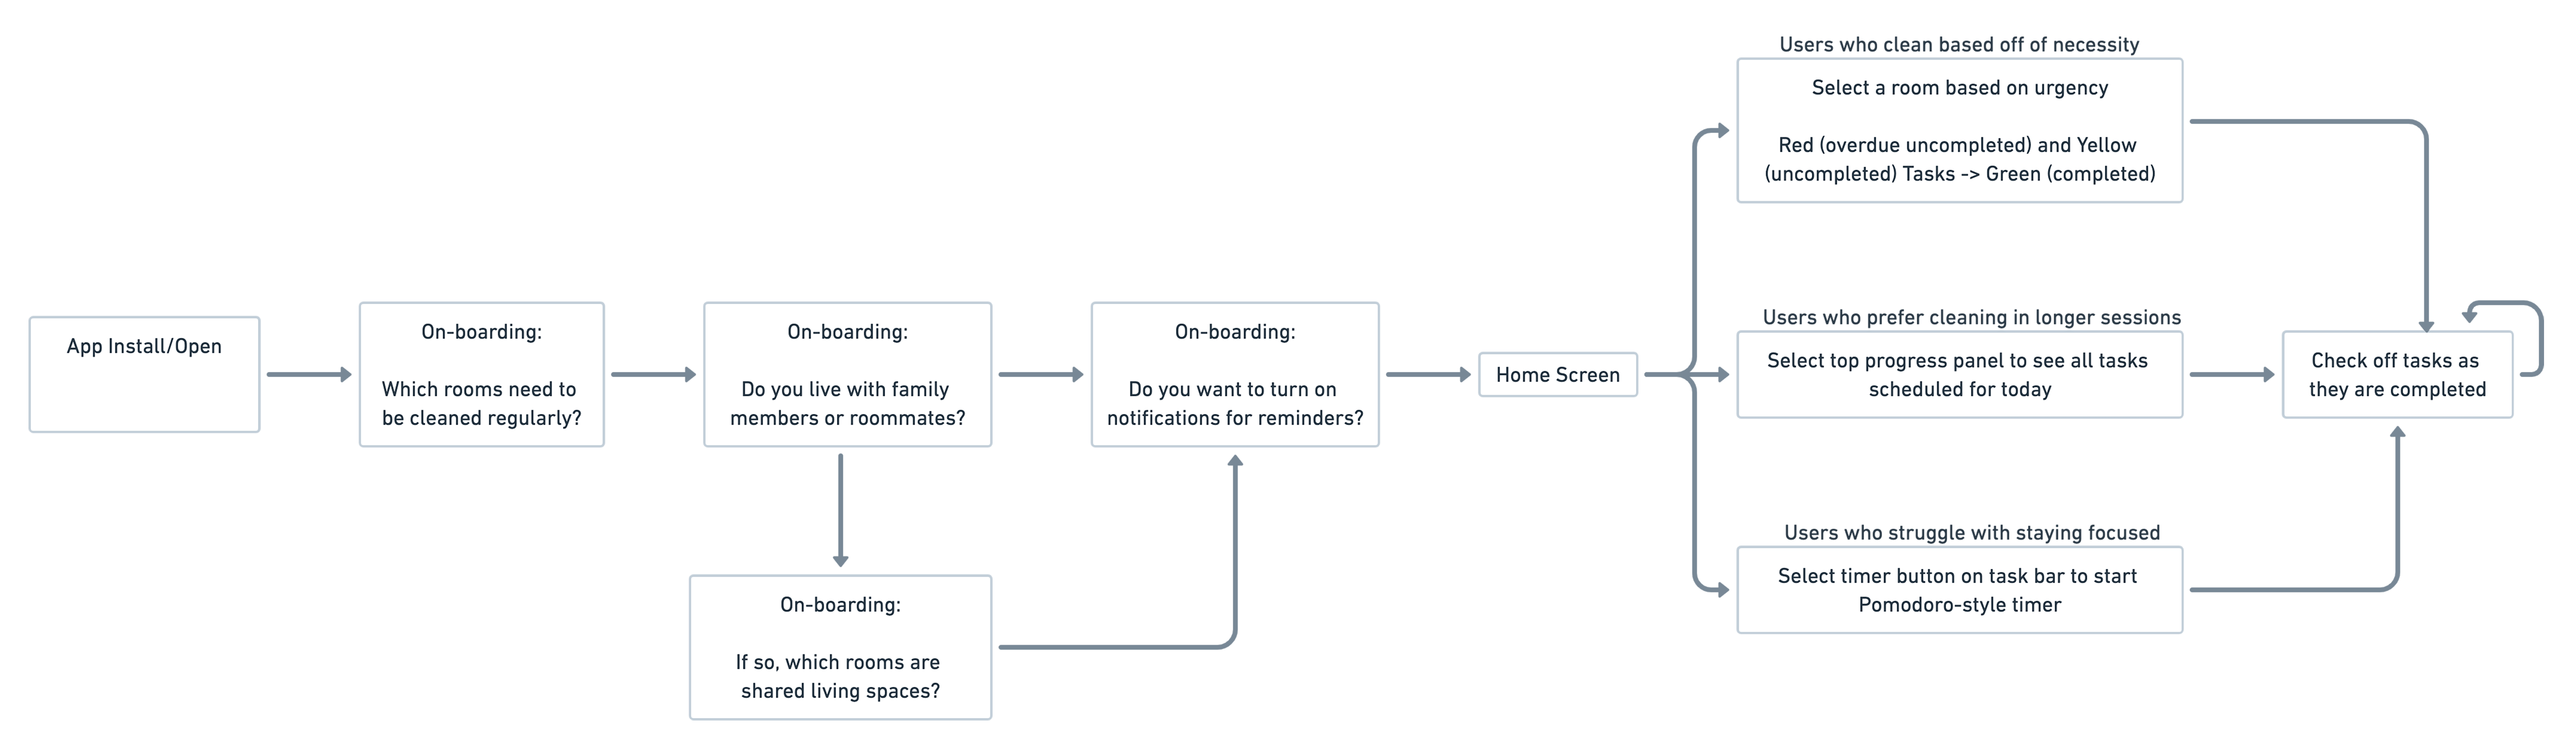 App Install/Open
On-boarding:
Which rooms need to
be cleaned regularly?
On-boarding:
Do you live with family
members or roommates?
On-boarding:
If so, which rooms are
shared living spaces?
On-boarding:
Do you want to turn on
notifications for reminders?
Home Screen
Users who clean based off of necessity
Select a room based on urgency
Red (overdue uncompleted) and Yellow
(uncompleted) Tasks -> Green (completed)
Users who prefer cleaning in longer sessions
Select top progress panel to see all tasks
scheduled for today
Users who struggle with staying focused
Select timer button on task bar to start
Pomodoro-style timer
Check off tasks as
they are completed